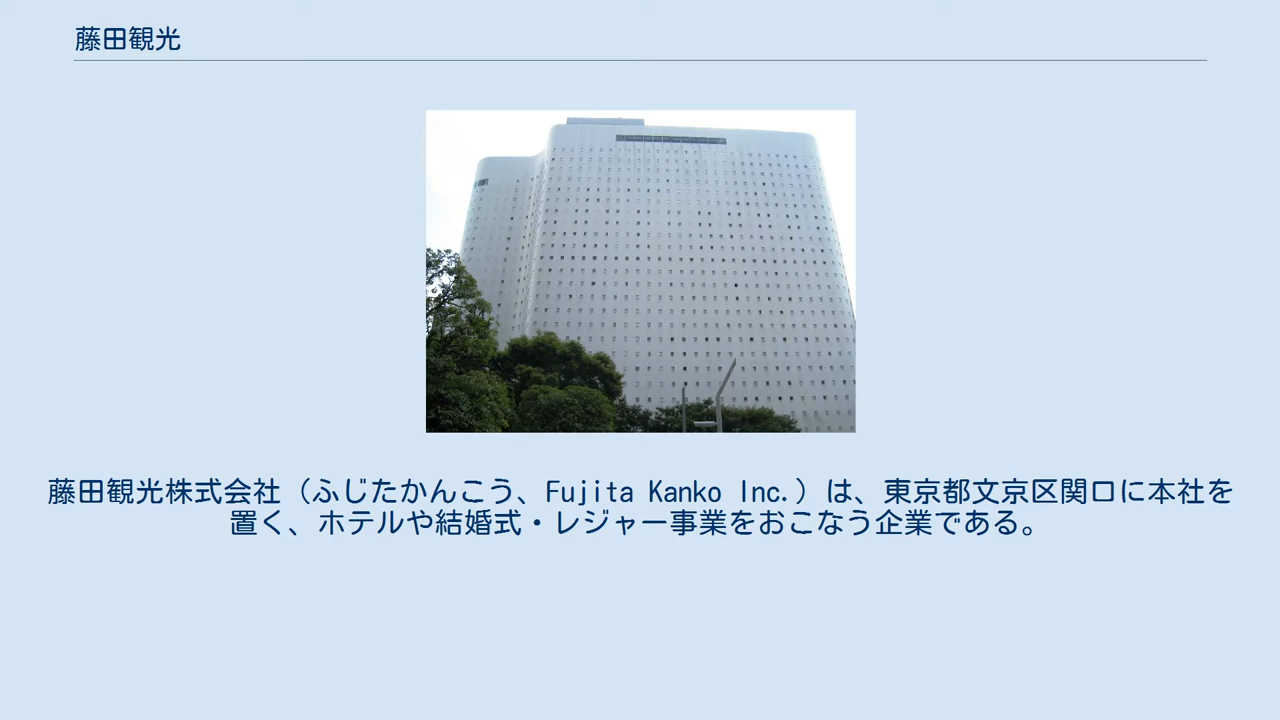 藤田観光
藤田観光株式会社（ふじたかんこう、Fujita Kanko Inc.）は、東京都文京区関口に本社を
置く、ホテルや結婚式・レジャー事業をおこなう企業である。